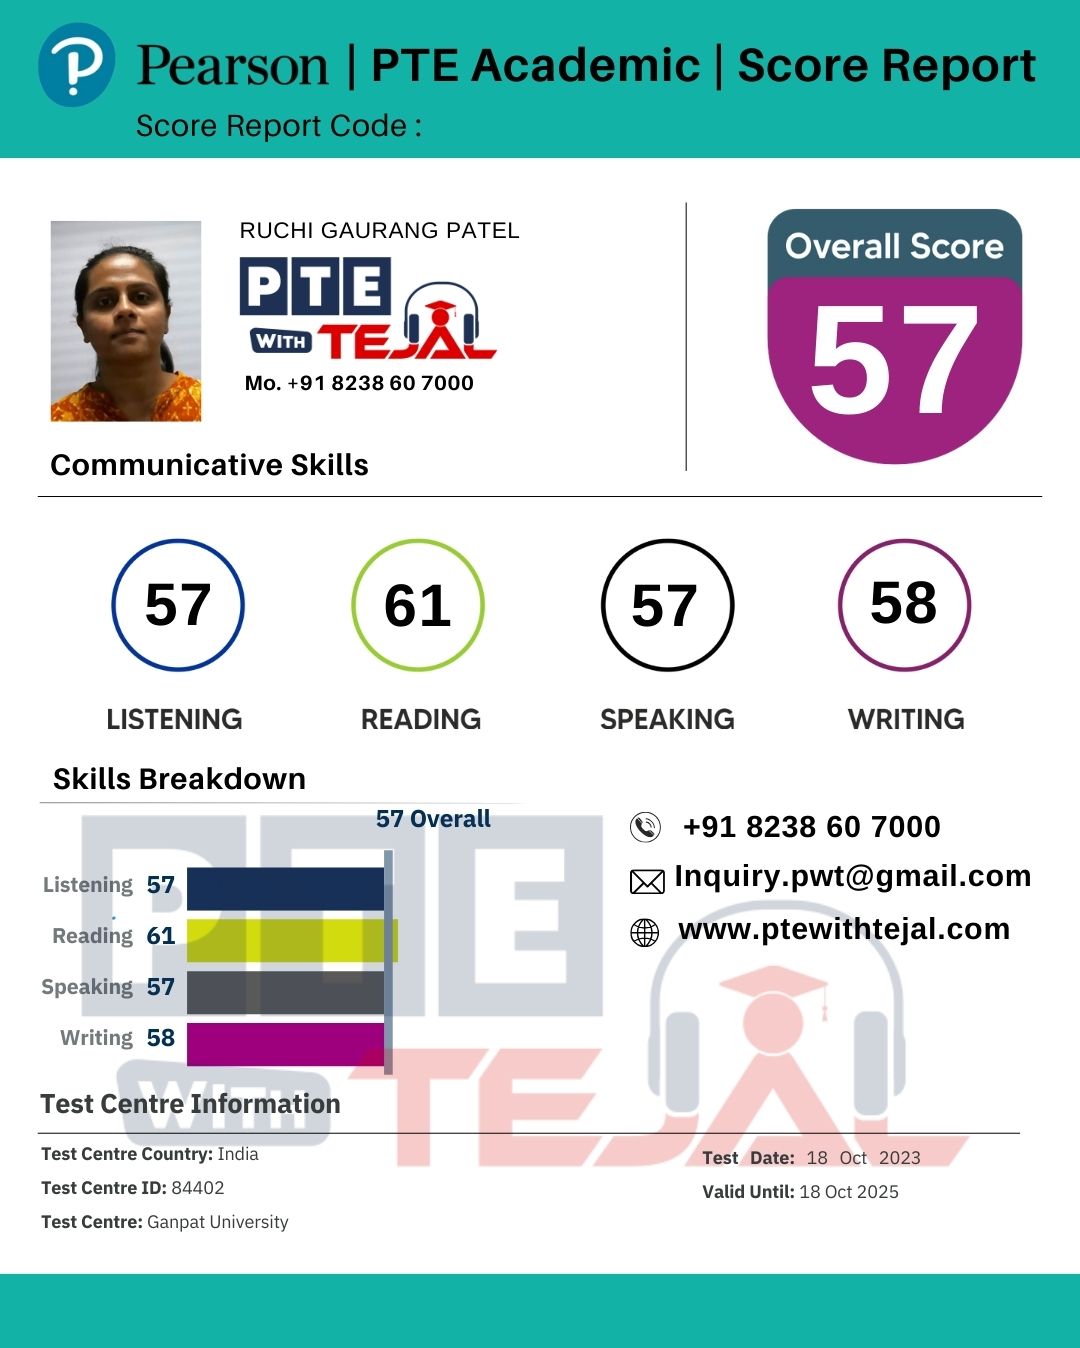 Pearson | PTE Academic | Score Report
Score Report Code :
RUCHI GAURANG PATEL
PTE
WITH TEJAL
Mo. +91 8238 60 7000
Overall Score
57
Communicative Skills
57 61 57 58
LISTENING READING SPEAKING WRITING
Skills Breakdown
57 Overall
Listening 57
Reading 61
Speaking 57
Writing 58
+91 8238 60 7000
Inquiry.pwt@gmail.com
www.ptewithtejal.com
PTE
WITH TEJAL
Test Centre Information
Test Centre Country: India
Test Centre ID: 84402
Test Centre: Ganpat University
Test Date: 18 Oct 2023
Valid Until: 18 Oct 2025